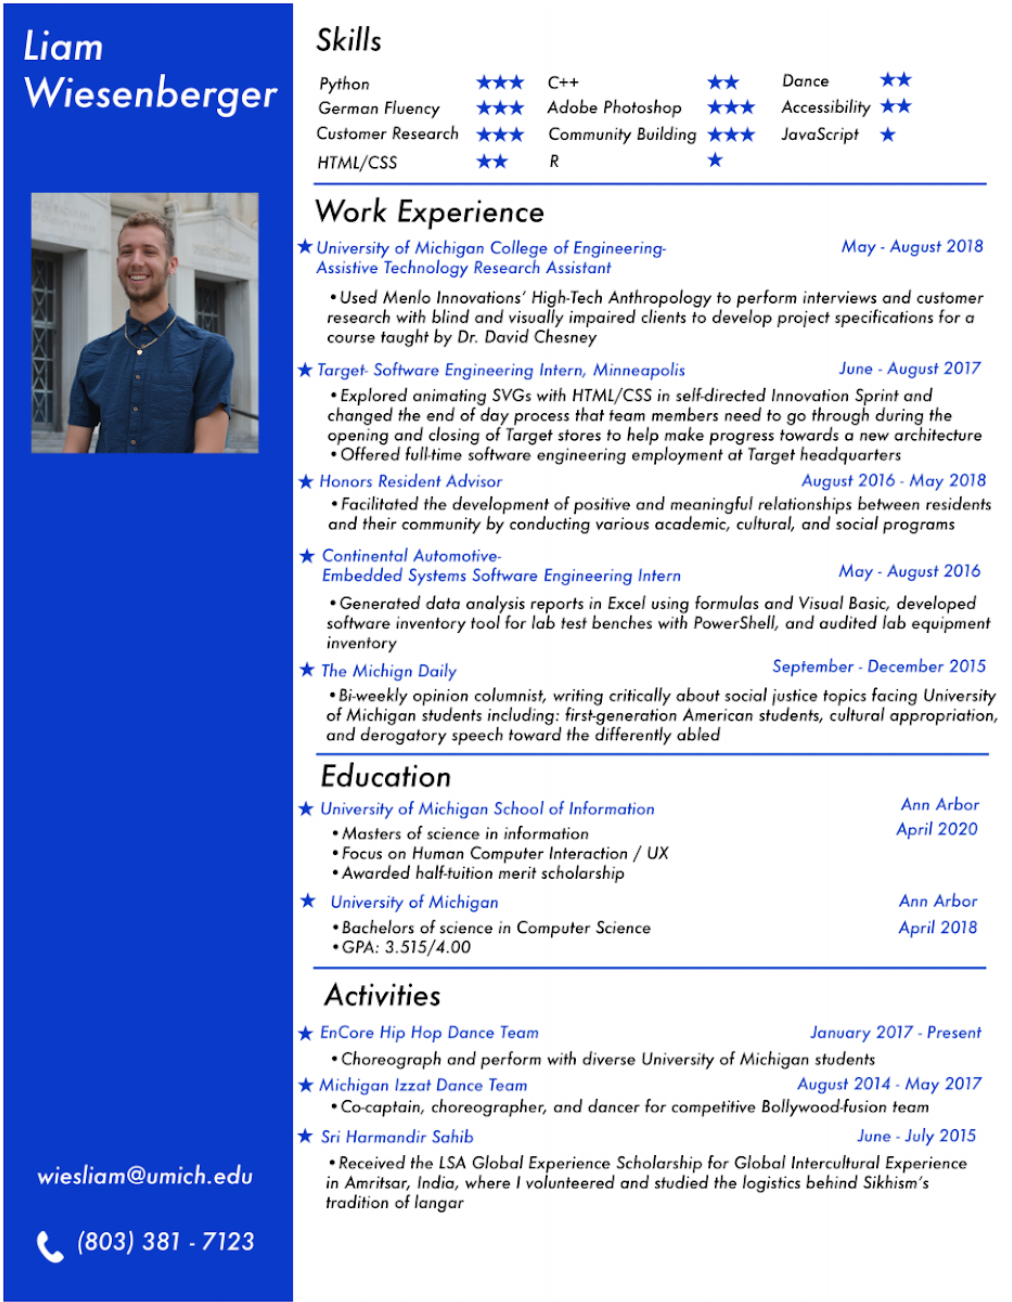 Liam
Wiesenberger
wiesliam@umich.edu
(803) 381 - 7123
Skills
Python ★★★ C++ ★★ Dance ★★
German Fluency ★★★ Adobe Photoshop ★★★ Accessibility ★★
Customer Research ★★★ Community Building ★★★ JavaScript ★
HTML/CSS ★★ R ★
Work Experience
★ University of Michigan College of Engineering- May - August 2018
Assistive Technology Research Assistant
•Used Menlo Innovations' High-Tech Anthropology to perform interviews and customer
research with blind and visually impaired clients to develop project specifications for a
course taught by Dr. David Chesney
★ Target- Software Engineering Intern, Minneapolis June - August 2017
•Explored animating SVGs with HTML/CSS in self-directed Innovation Sprint and
changed the end of day process that team members need to go through during the
opening and closing of Target stores to help make progress towards a new architecture
•Offered full-time software engineering employment at Target headquarters
★ Honors Resident Advisor August 2016 - May 2018
•Facilitated the development of positive and meaningful relationships between residents
and their community by conducting various academic, cultural, and social programs
★ Continental Automotive-
Embedded Systems Software Engineering Intern May - August 2016
•Generated data analysis reports in Excel using formulas and Visual Basic, developed
software inventory tool for lab test benches with PowerShell, and audited lab equipment
inventory
★ The Michign Daily September - December 2015
•Bi-weekly opinion columnist, writing critically about social justice topics facing University
of Michigan students including: first-generation American students, cultural appropriation,
and derogatory speech toward the differently abled
Education
★ University of Michigan School of Information Ann Arbor
April 2020
•Masters of science in information
•Focus on Human Computer Interaction / UX
•Awarded half-tuition merit scholarship
★ University of Michigan Ann Arbor
April 2018
•Bachelors of science in Computer Science
•GPA: 3.515/4.00
Activities
★ EnCore Hip Hop Dance Team January 2017 - Present
•Choreograph and perform with diverse University of Michigan students
★ Michigan Izzat Dance Team August 2014 - May 2017
•Co-captain, choreographer, and dancer for competitive Bollywood-fusion team
★ Sri Harmandir Sahib June - July 2015
•Received the LSA Global Experience Scholarship for Global Intercultural Experience
in Amritsar, India, where I volunteered and studied the logistics behind Sikhism's
tradition of langar